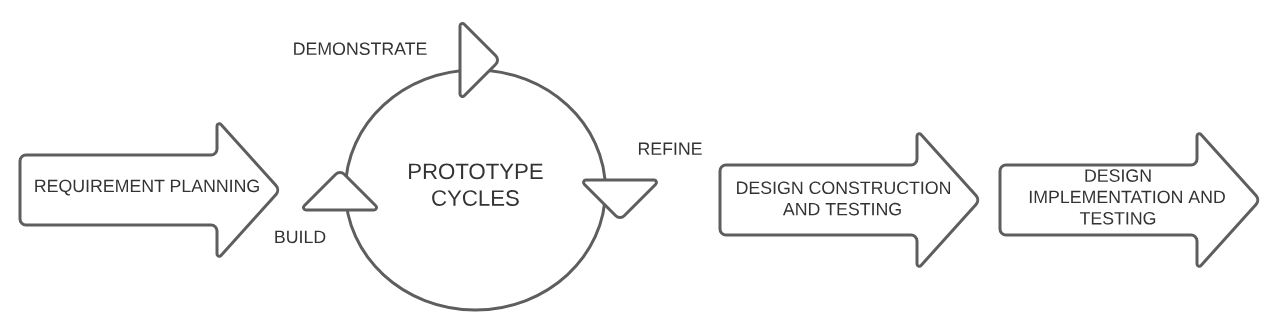 REQUIREMENT PLANNING
DEMONSTRATE
PROTOTYPE
CYCLES
BUILD
REFINE
DESIGN CONSTRUCTION
AND TESTING
DESIGN
IMPLEMENTATION AND
TESTING